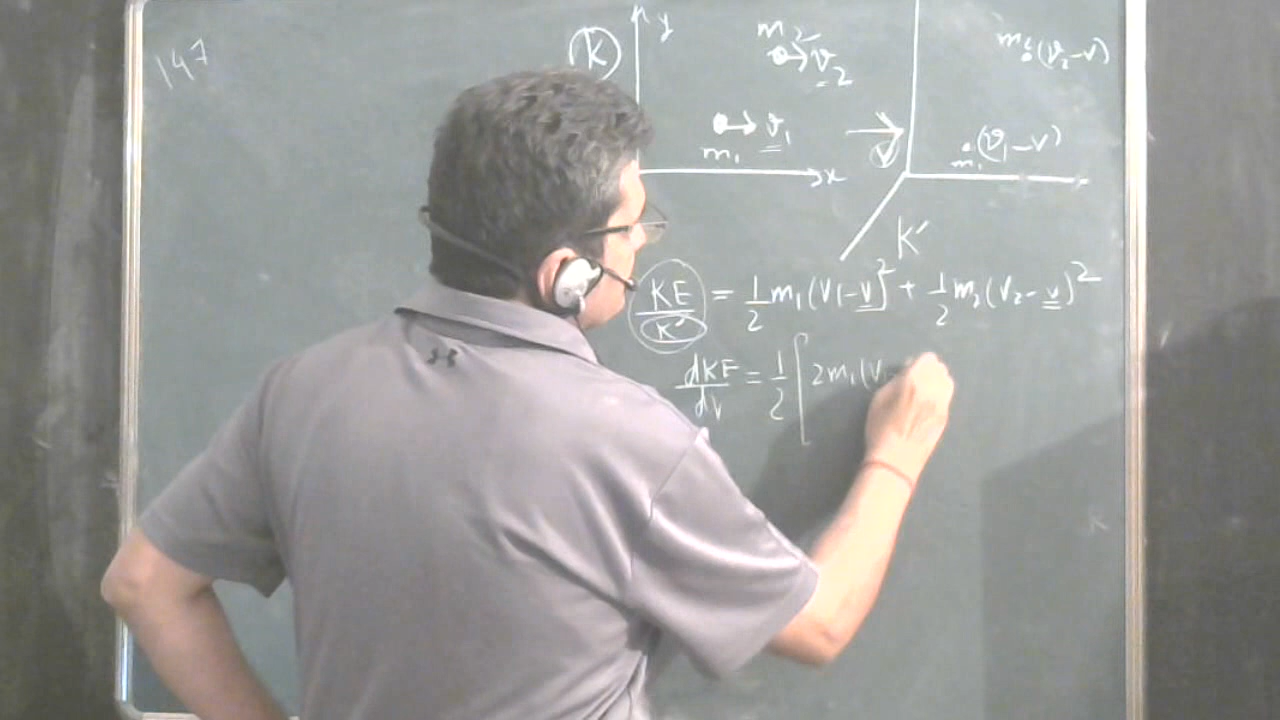 147
K
y
m₂
v₂
m₂ (v₂-v)
v₁
m₁
x
V
m₁ (v₁-v)
K′
KE/K′ = 1/2 m₁(v₁-v)² + 1/2 m₂(v₂-v)²
dKE/dv = 1/2 [ 2m₁(v